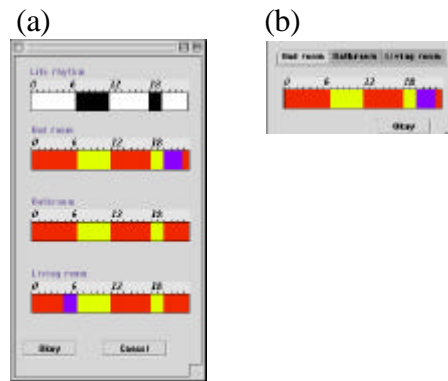 (a)
(b)
Life rhythm
0 6 12 18
Bed room
0 6 12 18
Bathroom
0 6 12 18
Living room
0 6 12 18
Okay Cancel
Bed room Bathroom Living room
0 6 12 18
Okay